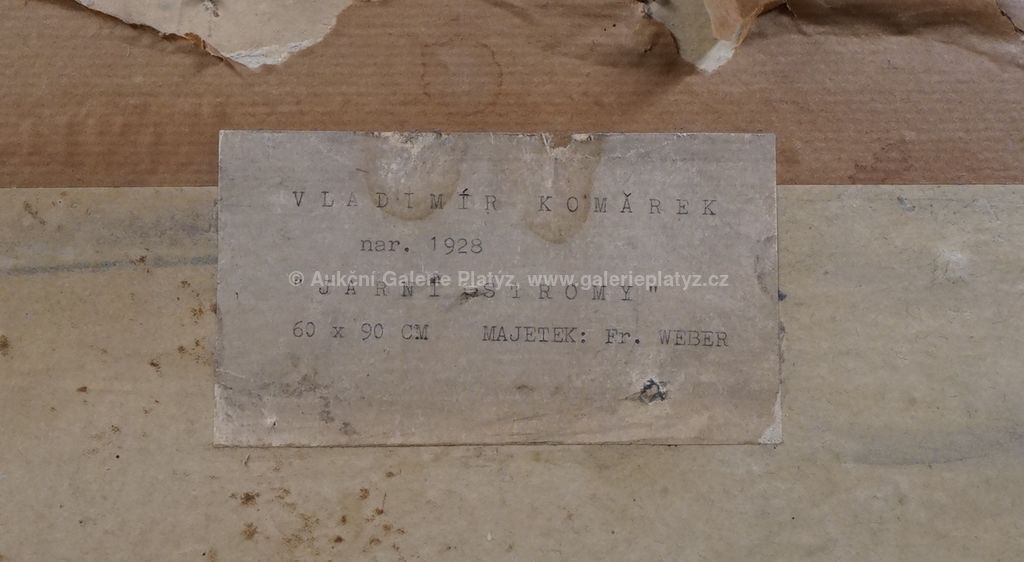 VLADIMÍR KOMÁREK
nar. 1928
© Aukční Galerie Platýz, www.galerieplatyz.cz
"JARNÍ STROMY"
60 x 90 CM MAJETEK: Fr. WEBER